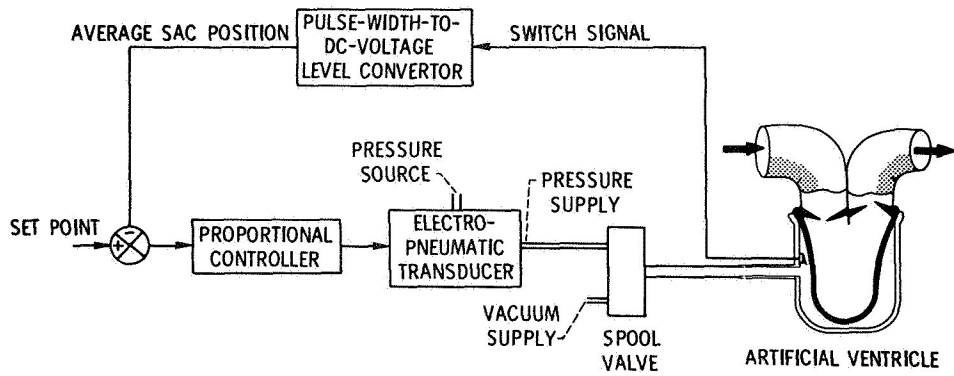 AVERAGE SAC POSITION
PULSE-WIDTH-TO-
DC-VOLTAGE
LEVEL CONVERTOR
SWITCH SIGNAL
PRESSURE
SOURCE
PRESSURE
SUPPLY
SET POINT
+
-
PROPORTIONAL
CONTROLLER
ELECTRO-
PNEUMATIC
TRANSDUCER
VACUUM
SUPPLY
SPOOL
VALVE
ARTIFICIAL VENTRICLE